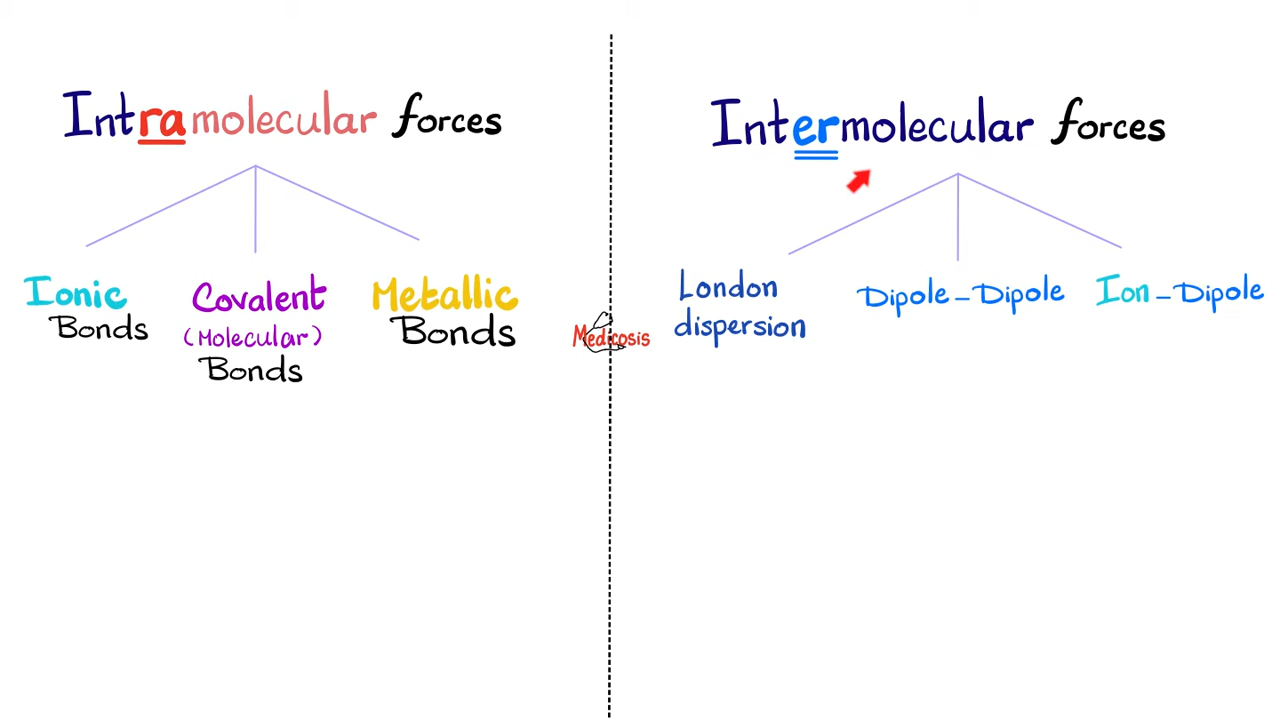 Intramolecular forces
Ionic
Bonds
Covalent
(Molecular)
Bonds
Metallic
Bonds
Medicosis
Intermolecular forces
London
dispersion
Dipole-Dipole
Ion-Dipole